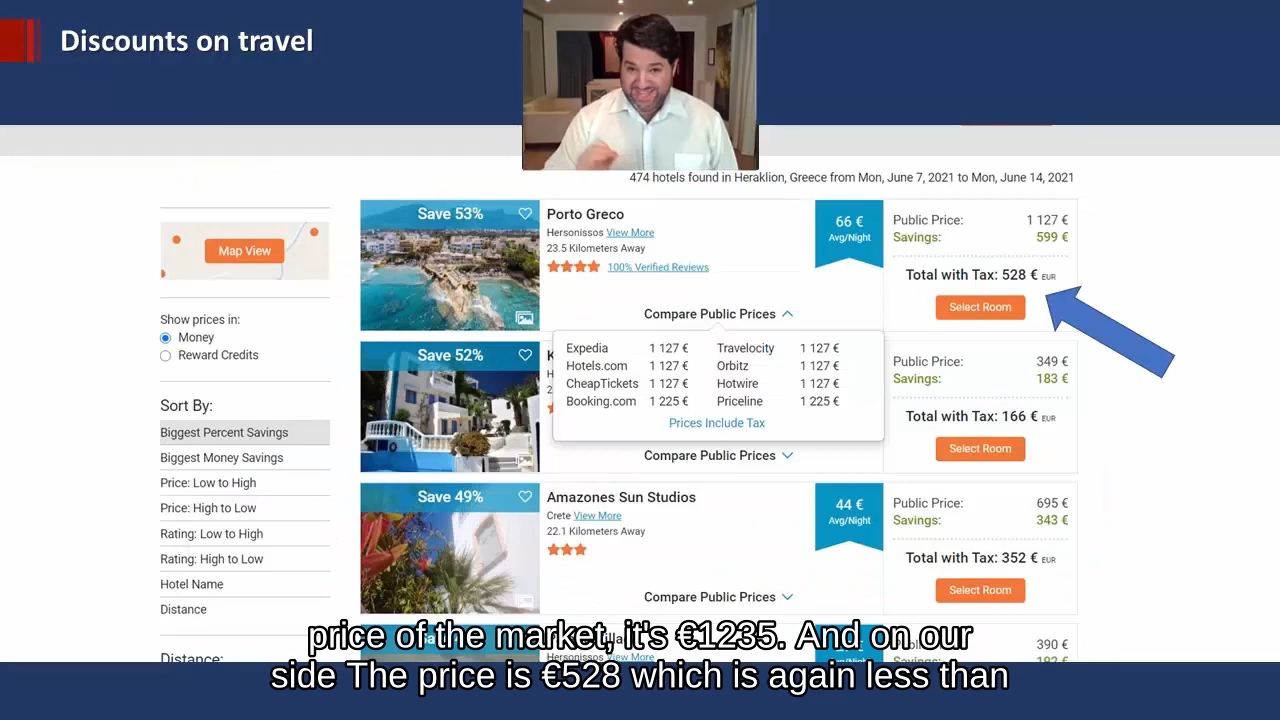 Discounts on travel
474 hotels found in Heraklion, Greece from Mon, June 7, 2021 to Mon, June 14, 2021
Map View
Show prices in:
Money
Reward Credits
Sort By:
Biggest Percent Savings
Biggest Money Savings
Price: Low to High
Price: High to Low
Rating: Low to High
Rating: High to Low
Hotel Name
Distance
Distance:
Save 53%
Porto Greco
Hersonissos View More
23.5 Kilometers Away
100% Verified Reviews
Compare Public Prices
66 €
Avg/Night
Public Price: 1 127 €
Savings: 599 €
Total with Tax: 528 € EUR
Select Room
Expedia 1 127 € Travelocity 1 127 €
Hotels.com 1 127 € Orbitz 1 127 €
CheapTickets 1 127 € Hotwire 1 127 €
Booking.com 1 225 € Priceline 1 225 €
Prices Include Tax
Save 52%
Compare Public Prices
Public Price: 349 €
Savings: 183 €
Total with Tax: 166 € EUR
Select Room
Save 49%
Amazones Sun Studios
Crete View More
22.1 Kilometers Away
Compare Public Prices
44 €
Avg/Night
Public Price: 695 €
Savings: 343 €
Total with Tax: 352 € EUR
Select Room
Hersonissos View More
Public Price: 390 €
Savings: 192 €
price of the market, it's €1235. And on our
side The price is €528 which is again less than